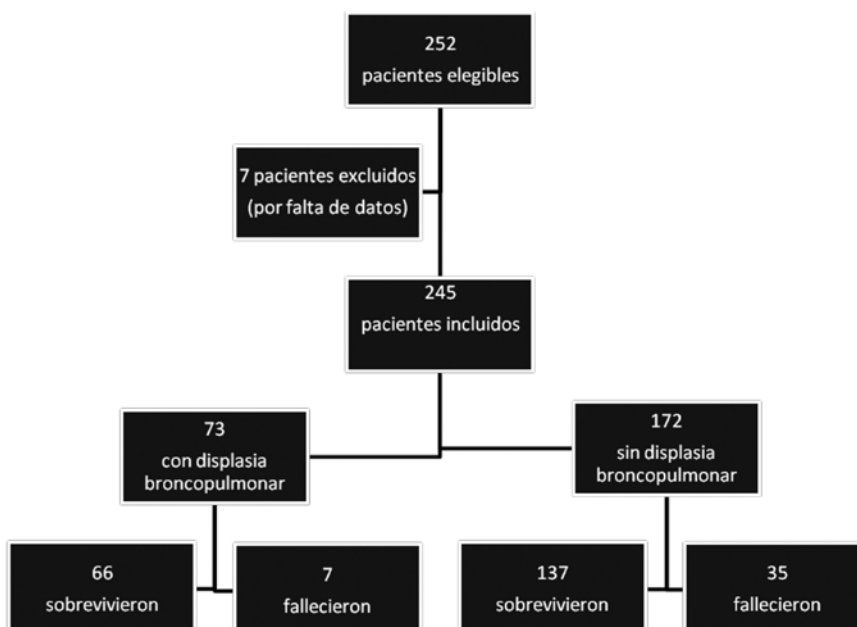 252
pacientes elegibles
7 pacientes excluidos
(por falta de datos)
245
pacientes incluidos
73
con displasia
broncopulmonar
172
sin displasia
broncopulmonar
66
sobrevivieron
7
fallecieron
137
sobrevivieron
35
fallecieron